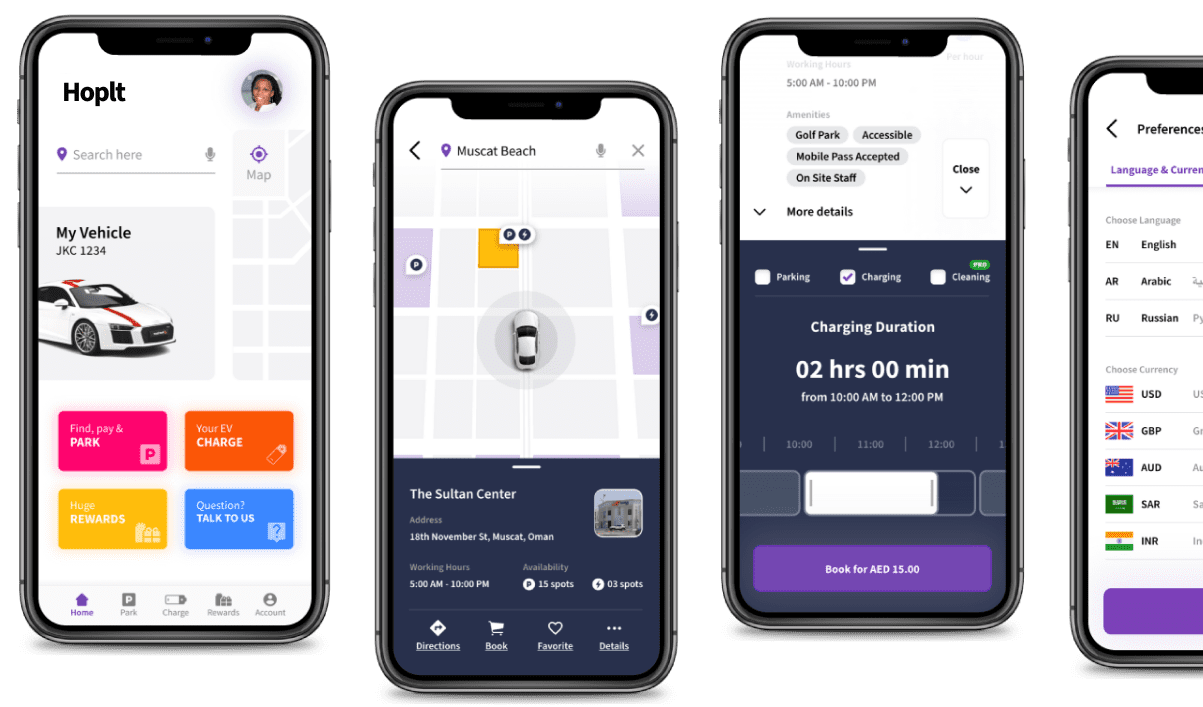 HopIt
Search here
Map
My Vehicle
JKC 1234
Find, pay &
PARK
Your EV
CHARGE
Huge
REWARDS
Question?
TALK TO US
Home
Park
Charge
Rewards
Account
Muscat Beach
The Sultan Center
Address
18th November St, Muscat, Oman
Working Hours
Availability
5:00 AM - 10:00 PM
P 15 spots
03 spots
Directions
Book
Favorite
Details
Working Hours
Per hour
5:00 AM - 10:00 PM
Amenities
Golf Park
Accessible
Mobile Pass Accepted
On Site Staff
Close
More details
Parking
Charging
PRO
Cleaning
Charging Duration
02 hrs 00 min
from 10:00 AM to 12:00 PM
10:00
11:00
12:00
Book for AED 15.00
Preferences
Language & Curren
Choose Language
EN English
AR Arabic
RU Russian
Choose Currency
USD US
GBP Gr
AUD Au
SAR Sa
INR In